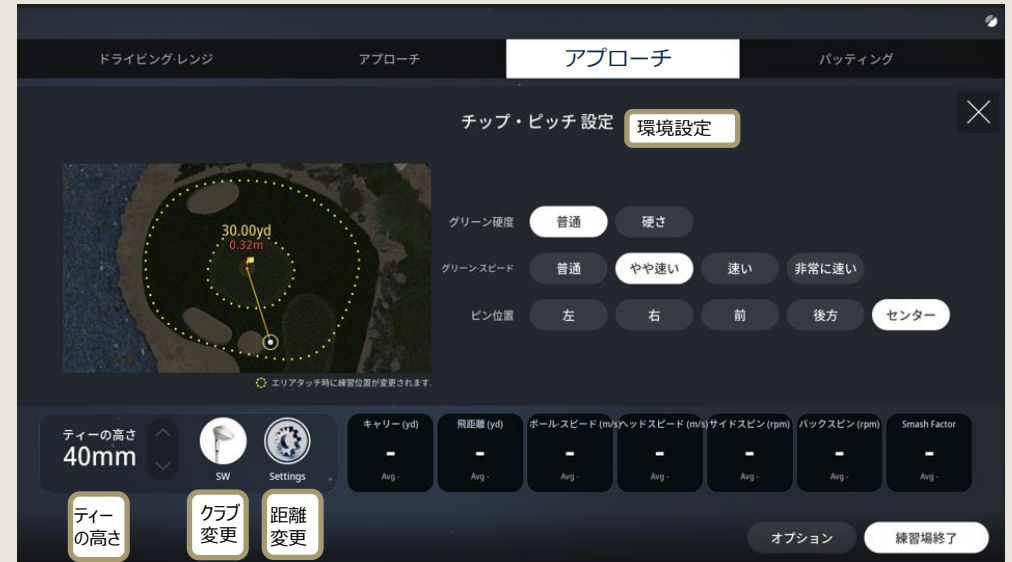 ドライビング·レンジ
アプローチ
アプローチ
パッティング
チップ・ピッチ 設定
環境設定
30.00yd
0.32m
グリーン硬度
普通
硬さ
グリーン·スピード
普通
やや速い
速い
非常に速い
ピン位置
左
右
前
後方
センター
エリアタッチ時に練習位置が変更されます.
ティーの高さ
40mm
SW
Settings
キャリー (yd)
-
Avg -
飛距離 (yd)
-
Avg -
ボール·スピード (m/s)
-
Avg -
ヘッドスピード (m/s)
-
Avg -
サイドスピン (rpm)
-
Avg -
バックスピン (rpm)
-
Avg -
Smash Factor
-
Avg -
ティー
の高さ
クラブ
変更
距離
変更
オプション
練習場終了